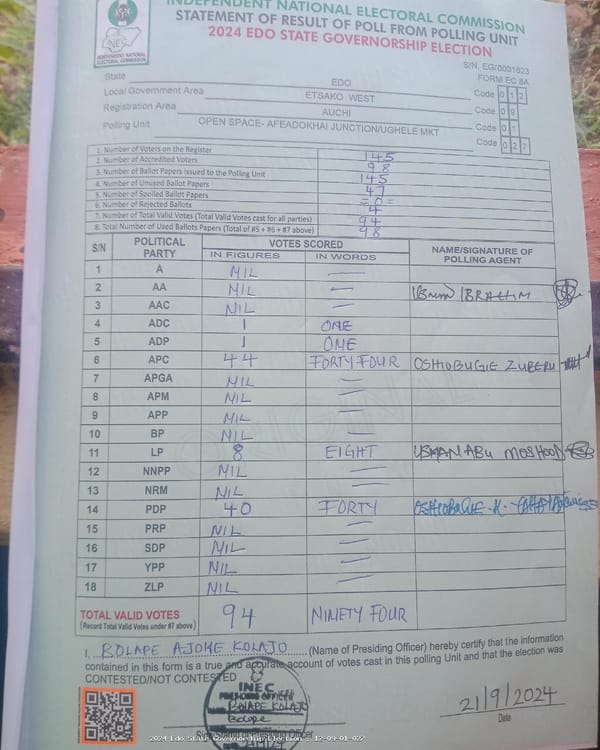 INDEPENDENT NATIONAL ELECTORAL COMMISSION
STATEMENT OF RESULT OF POLL FROM POLLING UNIT
2024 EDO STATE GOVERNORSHIP ELECTION
INEC
INDEPENDENT NATIONAL
ELECTORAL COMMISSION
S/N: EG/0001623
FORM EC 8A
State EDO
Local Government Area ETSAKO WEST Code 0 1 2
Registration Area AUCHI Code 0 9
Polling Unit OPEN SPACE- AFEADOKHAI JUNCTION/UGHELE MKT Code 0 1
Code 0 2 7
1. Number of Voters on the Register 145
2. Number of Accredited Voters 98
3. Number of Ballot Papers issued to the Polling Unit 145
4. Number of Unused Ballot Papers 47
5. Number of Spoiled Ballot Papers =0=
6. Number of Rejected Ballots 4
7. Number of Total Valid Votes (Total Valid Votes cast for all parties) 94
8. Total Number of Used Ballots Papers (Total of #5 + #6 + #7 above) 98
S/N POLITICAL PARTY VOTES SCORED NAME/SIGNATURE OF POLLING AGENT
IN FIGURES IN WORDS
1 A NIL
2 AA NIL IBRAHIM
3 AAC NIL
4 ADC 1 ONE
5 ADP 1 ONE
6 APC 44 FORTY FOUR OSHIOBUGIE ZUBERU
7 APGA NIL
8 APM NIL
9 APP NIL
10 BP NIL
11 LP 8 EIGHT USMAN ABU MOSHOOD
12 NNPP NIL
13 NRM NIL
14 PDP 40 FORTY
15 PRP NIL
16 SDP NIL
17 YPP NIL
18 ZLP NIL
TOTAL VALID VOTES 94 NINETY FOUR
(Record Total Valid Votes under #7 above)
I, BOLAPE AJOKE KOLAJO (Name of Presiding Officer) hereby certify that the information
contained in this form is a true and accurate account of votes cast in this polling Unit and that the election was
CONTESTED/NOT CONTESTED
INEC
PRESIDING OFFICER
BOLAPE KOLAJO
Bolape
21/9/2024
Date
2024 Edo State Governorship Election - 12-09-01-027